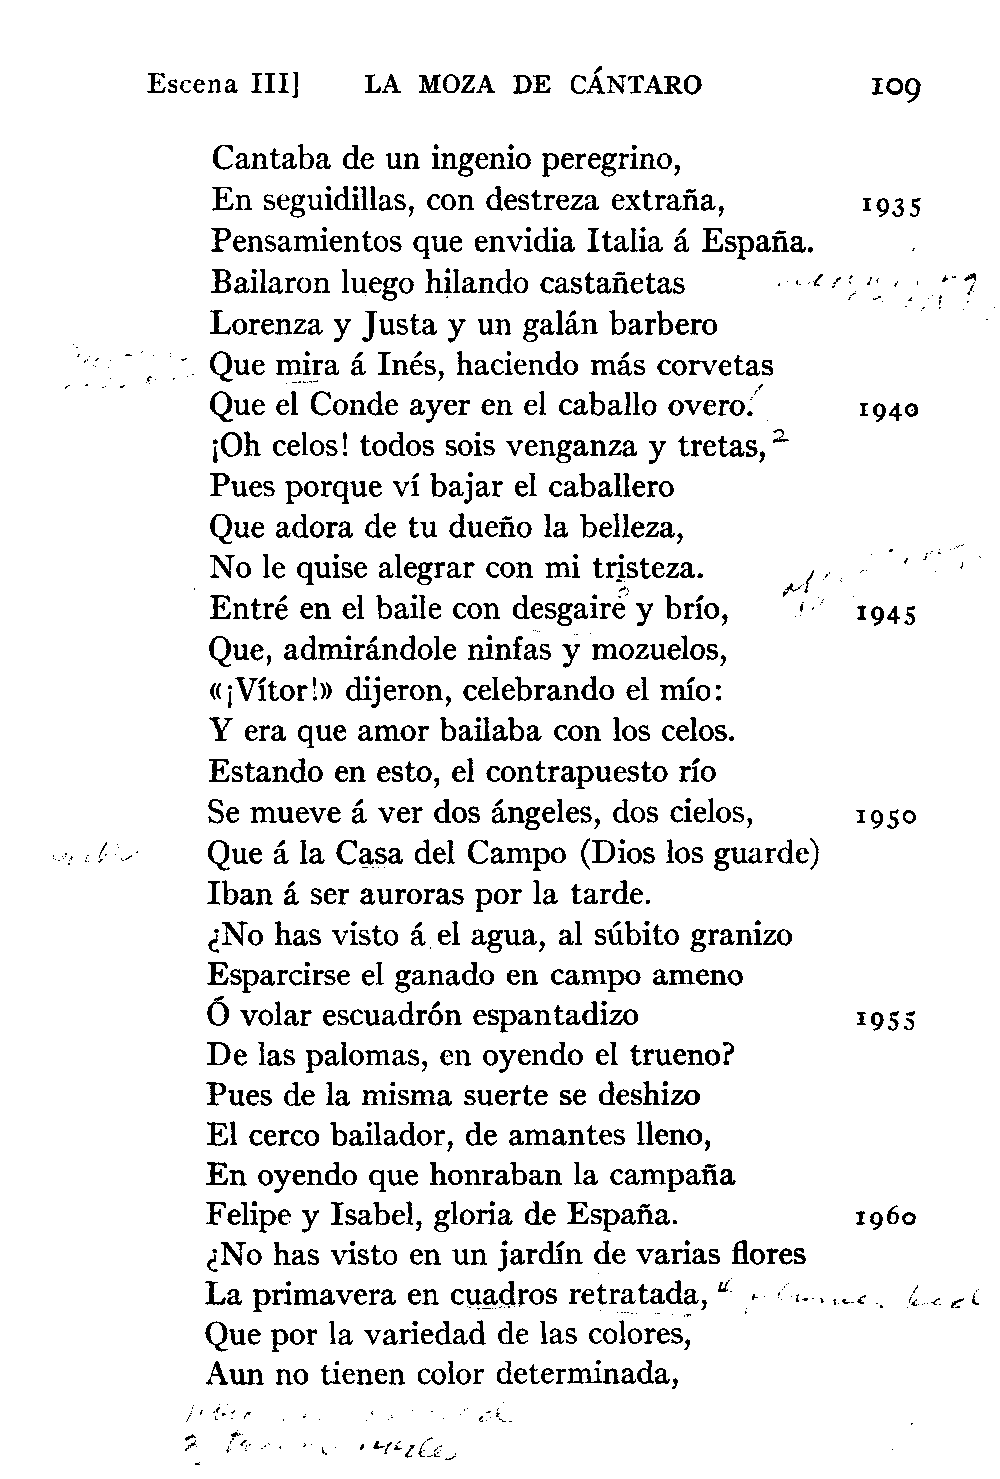 Escena III] LA MOZA DE CÁNTARO 109
Cantaba de un ingenio peregrino,
En seguidillas, con destreza extraña, 1935
Pensamientos que envidia Italia á España.
Bailaron luego hilando castañetas
Lorenza y Justa y un galán barbero
Que mira á Inés, haciendo más corvetas
Que el Conde ayer en el caballo overo. 1940
¡Oh celos! todos sois venganza y tretas, 2
Pues porque ví bajar el caballero
Que adora de tu dueño la belleza,
No le quise alegrar con mi tristeza.
Entré en el baile con desgaire y brío, 1945
Que, admirándole ninfas y mozuelos,
«¡Vítor!» dijeron, celebrando el mío:
Y era que amor bailaba con los celos.
Estando en esto, el contrapuesto río
Se mueve á ver dos ángeles, dos cielos, 1950
Que á la Casa del Campo (Dios los guarde)
Iban á ser auroras por la tarde.
¿No has visto á el agua, al súbito granizo
Esparcirse el ganado en campo ameno
Ó volar escuadrón espantadizo 1955
De las palomas, en oyendo el trueno?
Pues de la misma suerte se deshizo
El cerco bailador, de amantes lleno,
En oyendo que honraban la campaña
Felipe y Isabel, gloria de España. 1960
¿No has visto en un jardín de varias flores
La primavera en cuadros retratada,
Que por la variedad de las colores,
Aun no tienen color determinada,
2